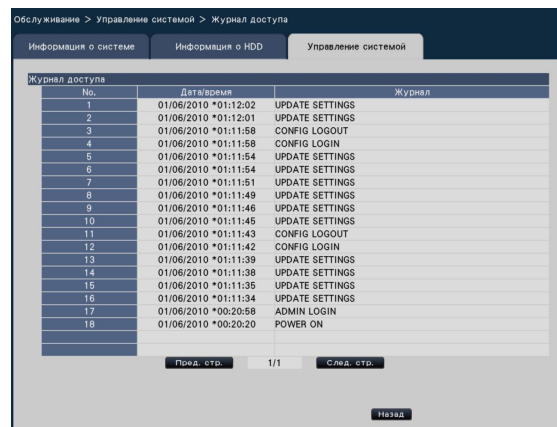 Обслуживание > Управление системой > Журнал доступа
Информация о системе Информация о HDD Управление системой
Журнал доступа
No. Дата/время Журнал
1 01/06/2010 *01:12:02 UPDATE SETTINGS
2 01/06/2010 *01:12:01 UPDATE SETTINGS
3 01/06/2010 *01:11:58 CONFIG LOGOUT
4 01/06/2010 *01:11:58 CONFIG LOGIN
5 01/06/2010 *01:11:54 UPDATE SETTINGS
6 01/06/2010 *01:11:54 UPDATE SETTINGS
7 01/06/2010 *01:11:51 UPDATE SETTINGS
8 01/06/2010 *01:11:49 UPDATE SETTINGS
9 01/06/2010 *01:11:46 UPDATE SETTINGS
10 01/06/2010 *01:11:45 UPDATE SETTINGS
11 01/06/2010 *01:11:43 CONFIG LOGOUT
12 01/06/2010 *01:11:42 CONFIG LOGIN
13 01/06/2010 *01:11:39 UPDATE SETTINGS
14 01/06/2010 *01:11:38 UPDATE SETTINGS
15 01/06/2010 *01:11:35 UPDATE SETTINGS
16 01/06/2010 *01:11:34 UPDATE SETTINGS
17 01/06/2010 *00:20:58 ADMIN LOGIN
18 01/06/2010 *00:20:20 POWER ON
Пред. стр. 1/1 След. стр.
Назад